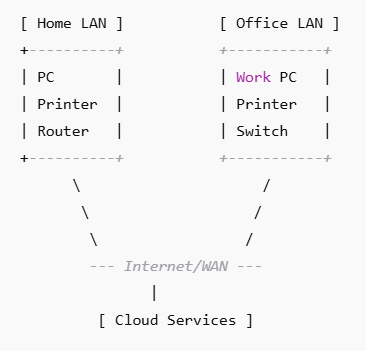 [ Home LAN ]          [ Office LAN ]
+----------+           +-----------+
| PC       |           | Work PC   |
| Printer  |           | Printer   |
| Router   |           | Switch    |
+----------+           +-----------+
      \                     /
       \                   /
        \                 /
        --- Internet/WAN ---
               |
         [ Cloud Services ]